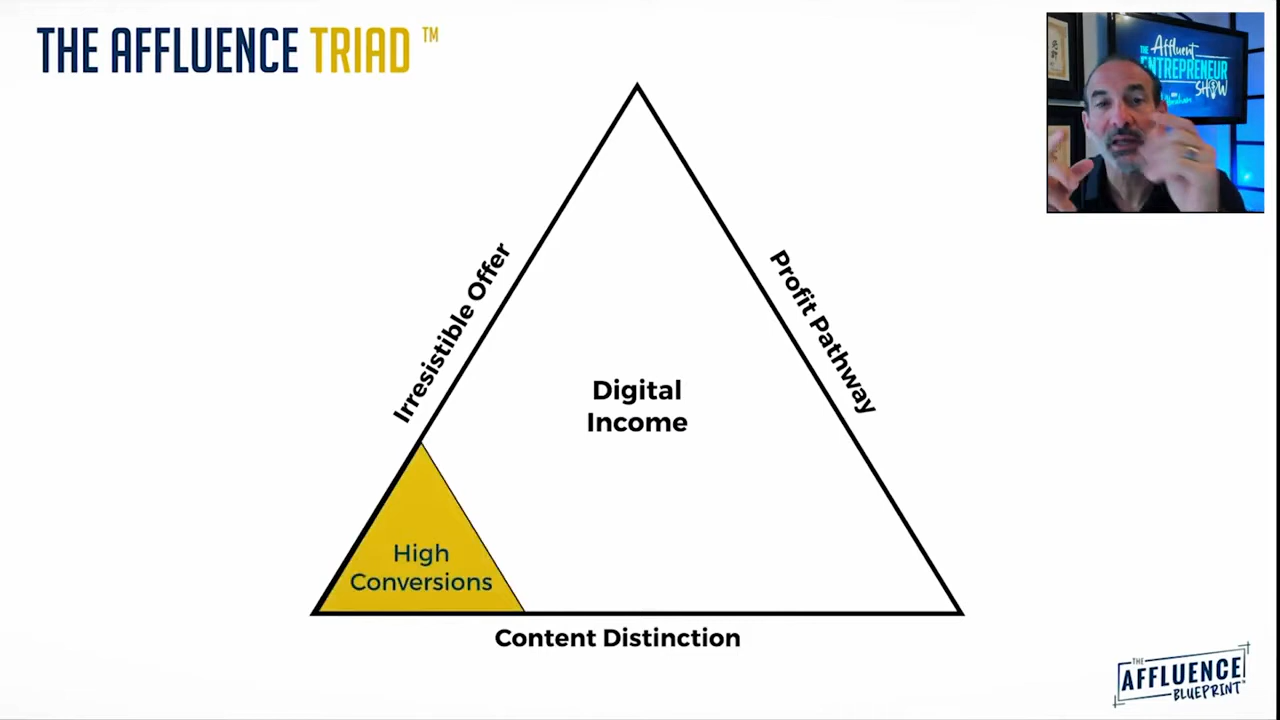 THE AFFLUENCE TRIAD ™
THE Affluent
ENTREPRENEUR
SHOW
Irresistible Offer
Profit Pathway
Digital
Income
High
Conversions
Content Distinction
THE
AFFLUENCE
BLUEPRINT